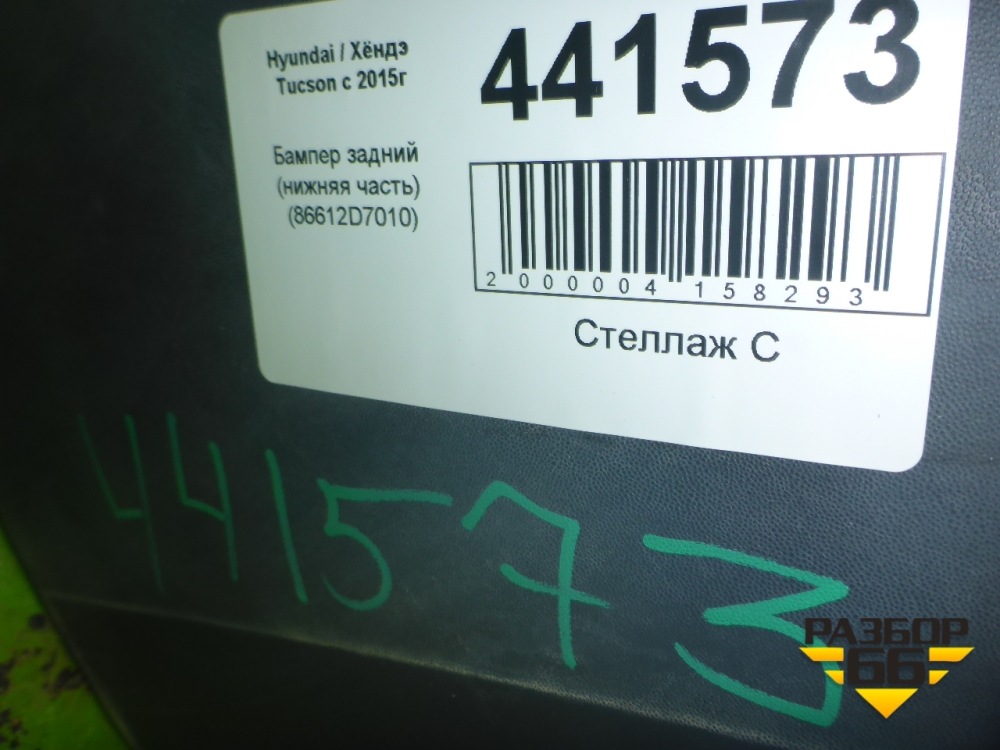 Hyundai / Хёндэ
Tucson с 2015г
441573
Бампер задний
(нижняя часть)
(86612D7010)
2 000004 158293
Стеллаж С
441573
РАЗБОР
66